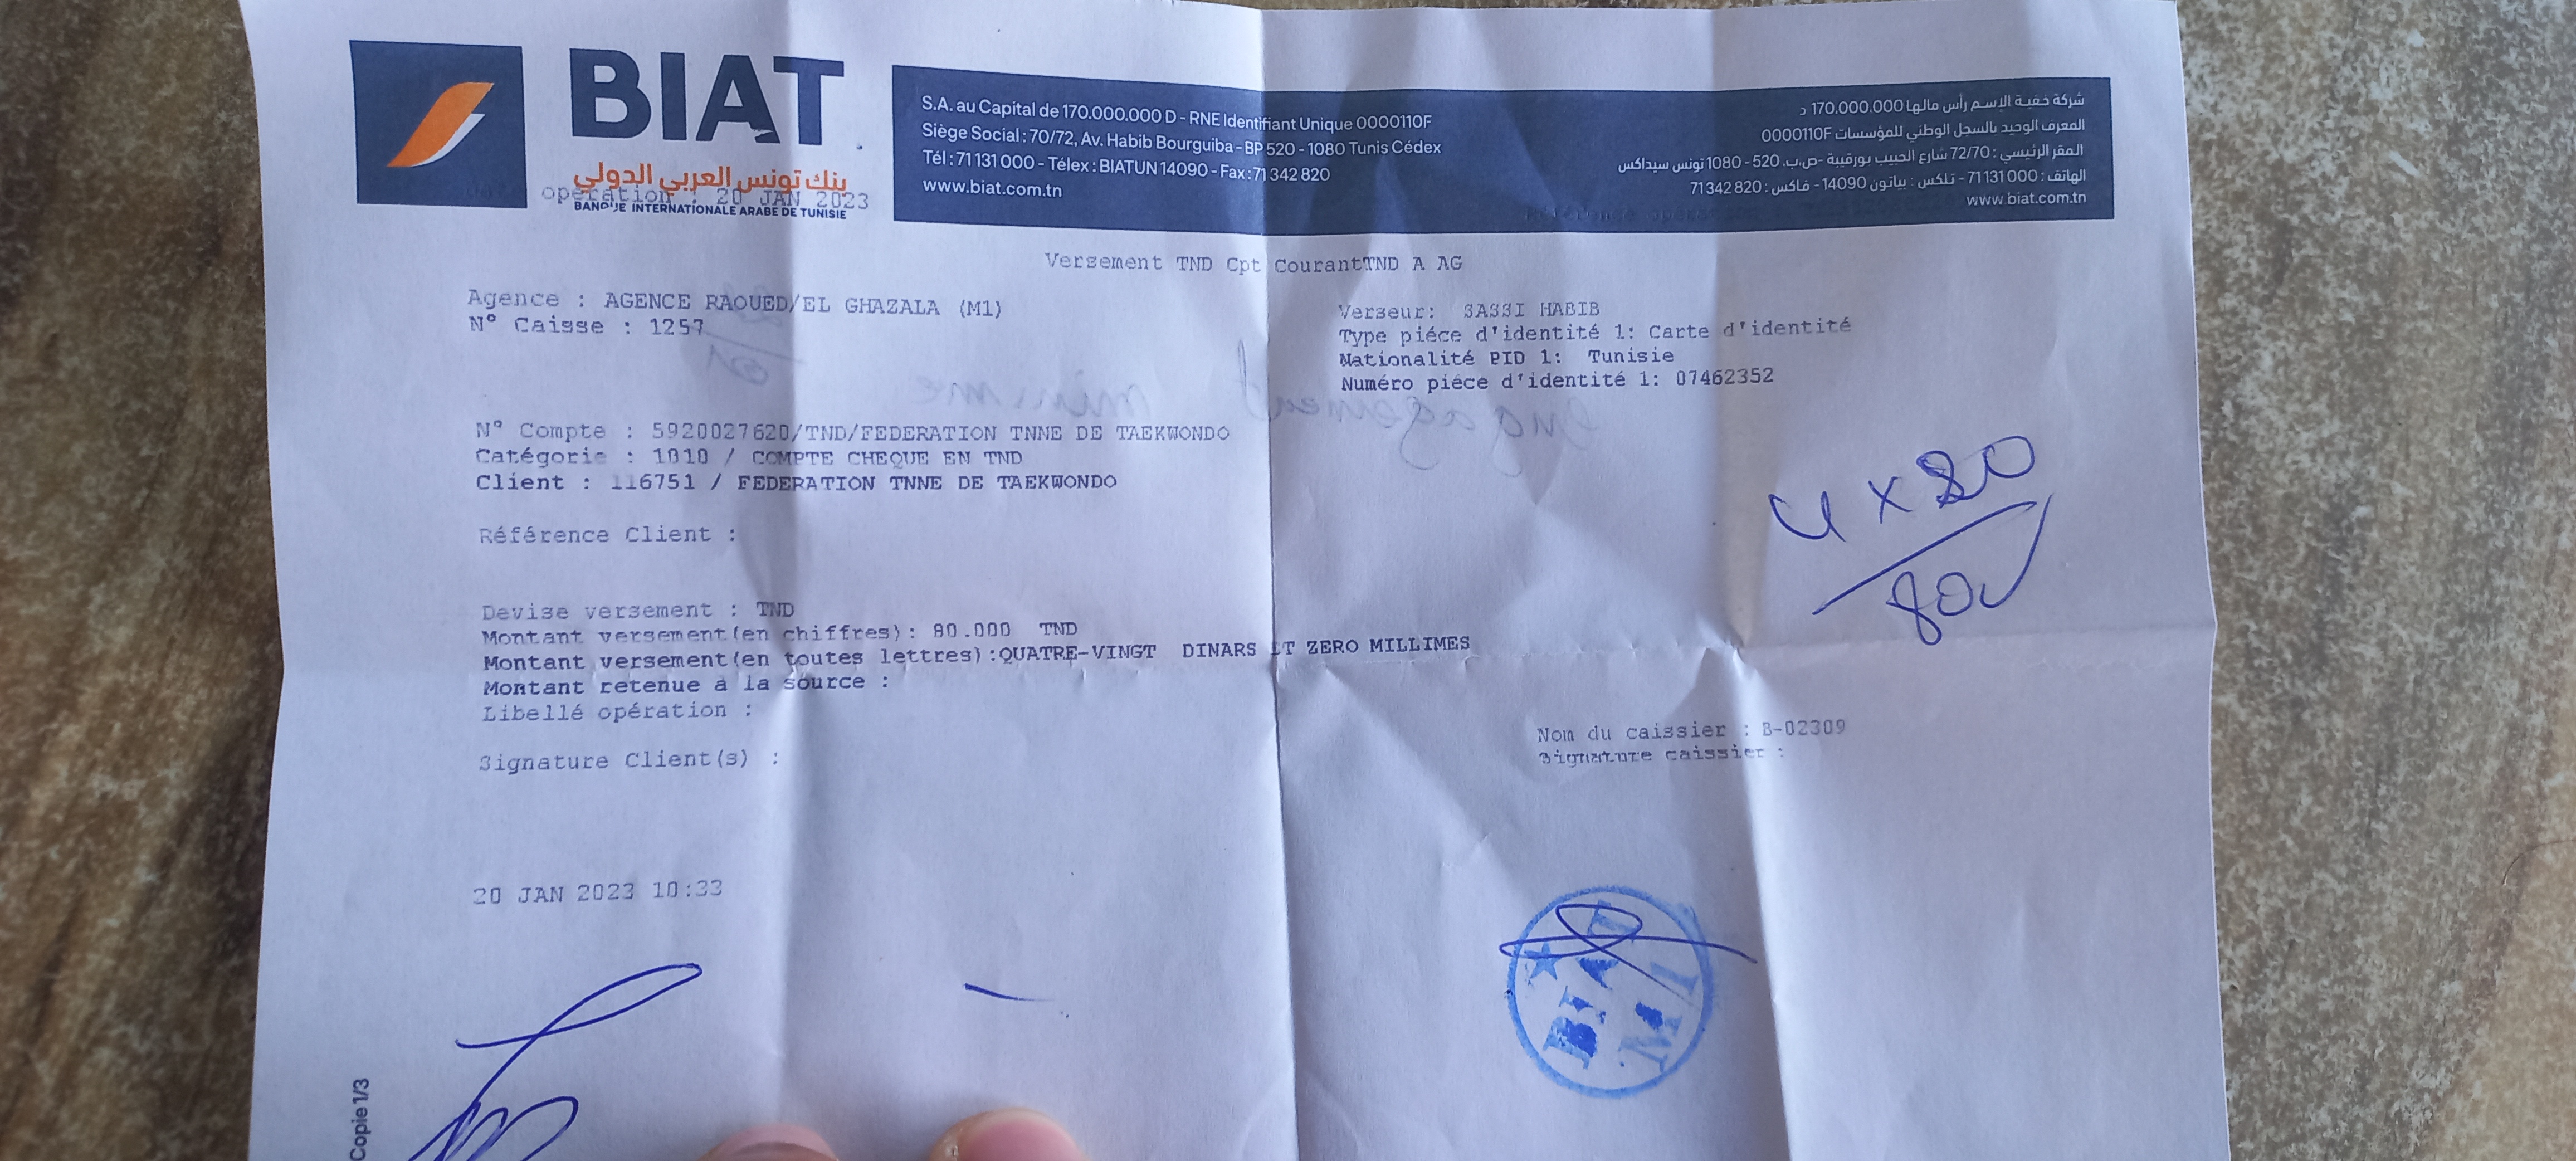 BIAT
بنك تونس العربي الدولي
opération : 20 JAN 2023
BANQUE INTERNATIONALE ARABE DE TUNISIE
S.A. au Capital de 170.000.000 D - RNE Identifiant Unique 0000110F
Siège Social : 70/72, Av. Habib Bourguiba - BP 520 - 1080 Tunis Cédex
Tél : 71 131 000 - Télex : BIATUN 14090 - Fax : 71 342 820
www.biat.com.tn
شركة خفية الاسم رأس مالها 170.000.000 د
المعرف الوحيد بالسجل الوطني للمؤسسات 0000110F
المقر الرئيسي : 72/70 شارع الحبيب بورقيبة -ص.ب. 520 - 1080 تونس سيداكس
الهاتف : 71 131 000 - تلكس : بياتون 14090 - فاكس : 71 342 820
www.biat.com.tn
Versement TND Cpt CourantTND A AG
Agence : AGENCE RAOUED/EL GHAZALA (M1)
N° Caisse : 1257
Verseur: SASSI HABIB
Type piéce d'identité 1: Carte d'identité
Nationalité PID 1: Tunisie
Numéro piéce d'identité 1: 07462352
N° Compte : 5920027620/TND/FEDERATION TNNE DE TAEKWONDO
Catégorie : 1010 / COMPTE CHEQUE EN TND
Client : 116751 / FEDERATION TNNE DE TAEKWONDO
4 x 20
80
Référence Client :
Devise versement : TND
Montant versement(en chiffres): 80.000 TND
Montant versement(en toutes lettres):QUATRE-VINGT DINARS ET ZERO MILLIMES
Montant retenue à la source :
Libellé opération :
Nom du caissier : B-02309
Signature caissier :
Signature Client(s) :
20 JAN 2023 10:33
BIAT
M1
Copie 1/3